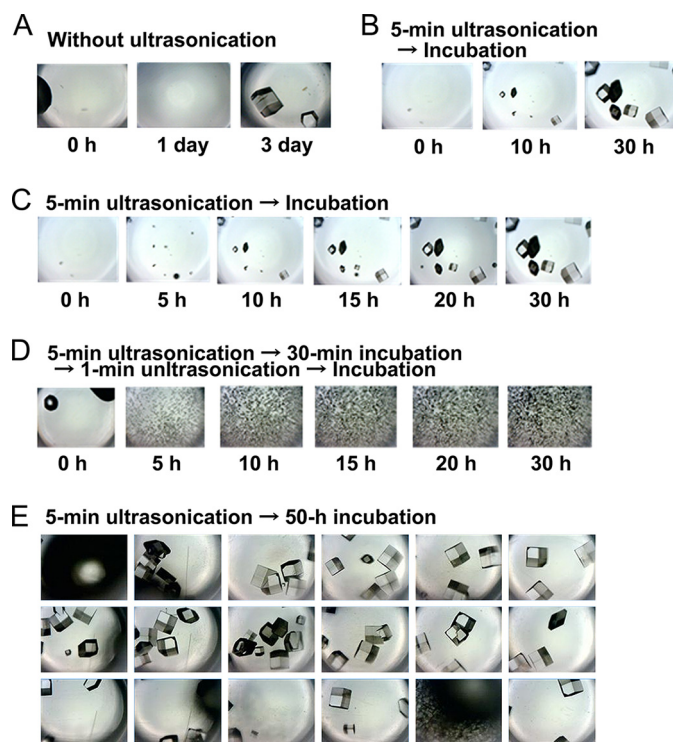 A Without ultrasonication
0 h 1 day 3 day
B 5-min ultrasonication
→ Incubation
0 h 10 h 30 h
C 5-min ultrasonication → Incubation
0 h 5 h 10 h 15 h 20 h 30 h
D 5-min ultrasonication → 30-min incubation
→ 1-min unltrasonication → Incubation
0 h 5 h 10 h 15 h 20 h 30 h
E 5-min ultrasonication → 50-h incubation